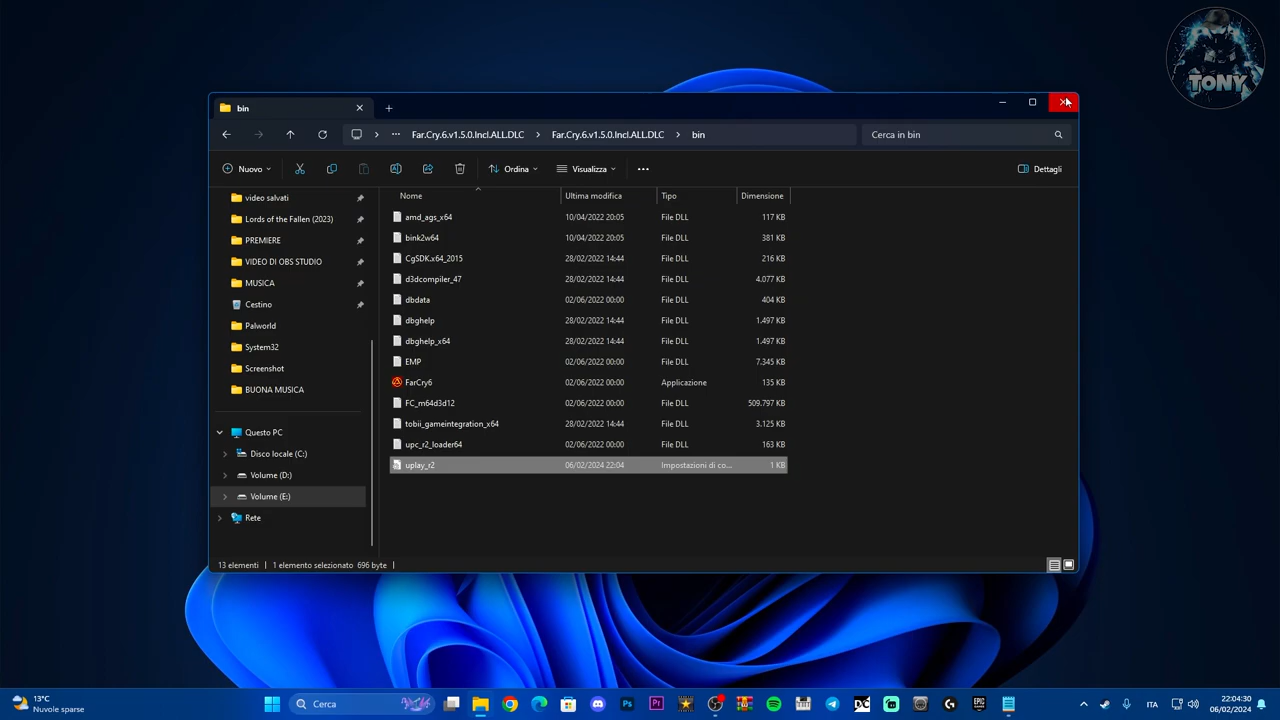 TONY
bin
Far.Cry.6.v1.5.0.Incl.ALL.DLC Far.Cry.6.v1.5.0.Incl.ALL.DLC bin Cerca in bin
Nuovo Ordina Visualizza Dettagli
Nome Ultima modifica Tipo Dimensione
video salvati
Lords of the Fallen (2023)
PREMIERE
VIDEO DI OBS STUDIO
MUSICA
Cestino
Palworld
System32
Screenshot
BUONA MUSICA
Questo PC
Disco locale (C:)
Volume (D:)
Volume (E:)
Rete
amd_ags_x64 10/04/2022 20:05 File DLL 117 KB
bink2w64 10/04/2022 20:05 File DLL 381 KB
CgSDK.x64_2015 28/02/2022 14:44 File DLL 216 KB
d3dcompiler_47 28/02/2022 14:44 File DLL 4.077 KB
dbdata 02/06/2022 00:00 File DLL 404 KB
dbghelp 28/02/2022 14:44 File DLL 1.497 KB
dbghelp_x64 28/02/2022 14:44 File DLL 1.497 KB
EMP 02/06/2022 00:00 File DLL 7.345 KB
FarCry6 02/06/2022 00:00 Applicazione 135 KB
FC_m64d3d12 02/06/2022 00:00 File DLL 509.797 KB
tobii_gameintegration_x64 28/02/2022 14:44 File DLL 3.125 KB
upc_r2_loader64 02/06/2022 00:00 File DLL 163 KB
uplay_r2 06/02/2024 22:04 Impostazioni di co... 1 KB
13 elementi 1 elemento selezionato 696 byte
13°C
Nuvole sparse
Cerca
Ps
Pr
DC
EPIC
GAMES
ITA
22:04:30
06/02/2024